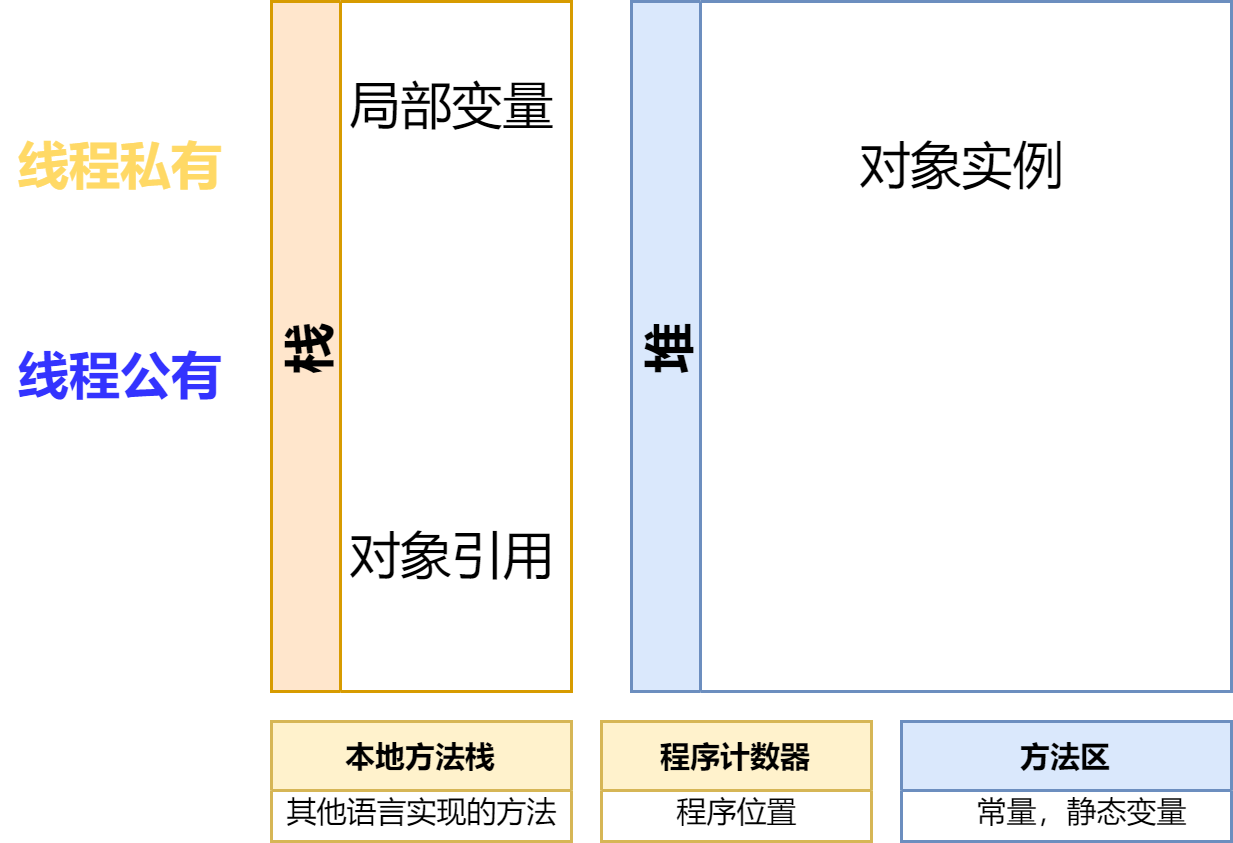 线程私有
线程公有
栈
局部变量
对象引用
堆
对象实例
本地方法栈
其他语言实现的方法
程序计数器
程序位置
方法区
常量，静态变量